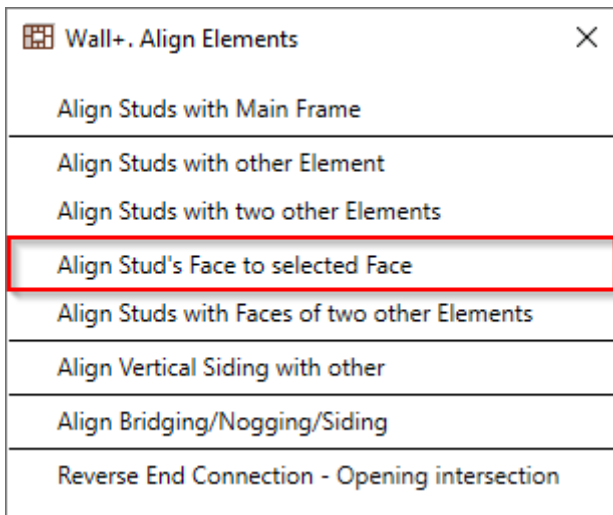 Wall+. Align Elements
Align Studs with Main Frame
Align Studs with other Element
Align Studs with two other Elements
Align Stud's Face to selected Face
Align Studs with Faces of two other Elements
Align Vertical Siding with other
Align Bridging/Nogging/Siding
Reverse End Connection - Opening intersection